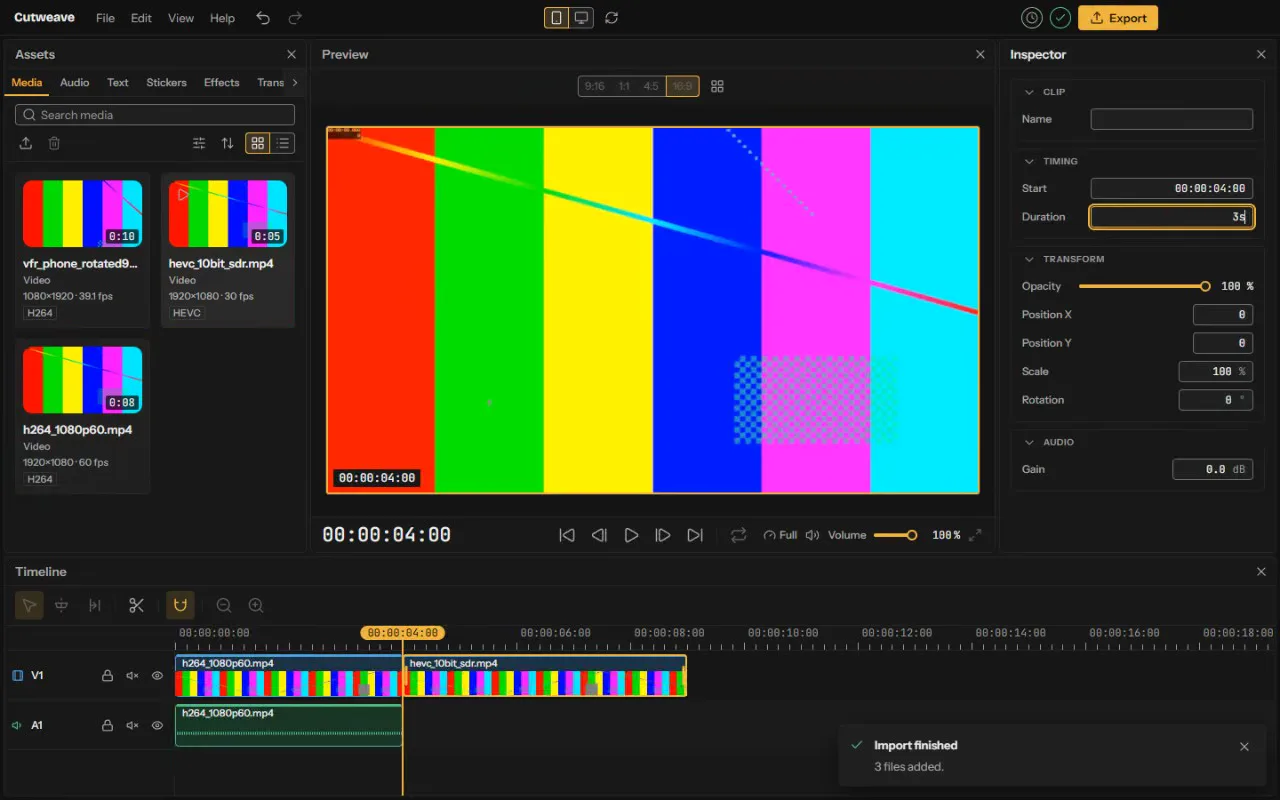 Cutweave File Edit View Help Export
Assets
Media Audio Text Stickers Effects Trans
Search media
0:10
vfr_phone_rotated9...
Video
1080×1920 · 39.1 fps
H264
0:05
hevc_10bit_sdr.mp4
Video
1920×1080 · 30 fps
HEVC
0:08
h264_1080p60.mp4
Video
1920×1080 · 60 fps
H264
Preview
9:16 1:1 4:5 16:9
00:00:04:00
00:00:04:00 Full Volume 100 %
Inspector
CLIP
Name
TIMING
Start 00:00:04:00
Duration 3s
TRANSFORM
Opacity 100 %
Position X 0
Position Y 0
Scale 100 %
Rotation 0 °
AUDIO
Gain 0.0 dB
Timeline
00:00:00:00 00:00:04:00 00:00:06:00 00:00:08:00 00:00:10:00 00:00:12:00 00:00:14:00 00:00:16:00 00:00:18:00
V1 h264_1080p60.mp4 hevc_10bit_sdr.mp4
A1 h264_1080p60.mp4
Import finished
3 files added.